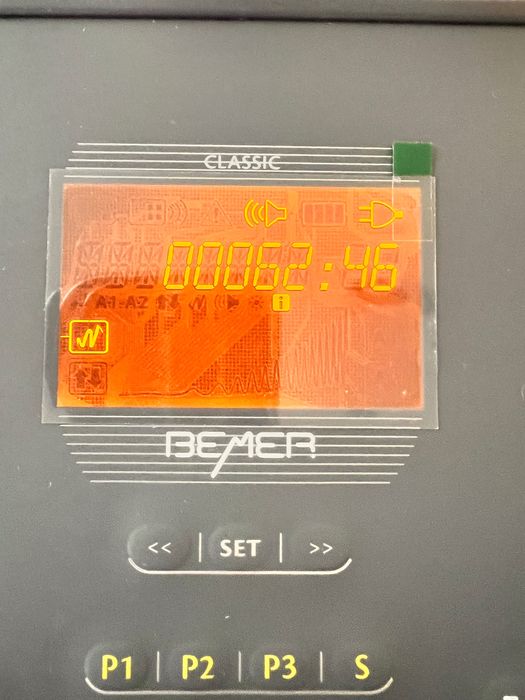 CLASSIC
00062:46
A1 A2
i
BEMER
<< SET >>
P1 P2 P3 S